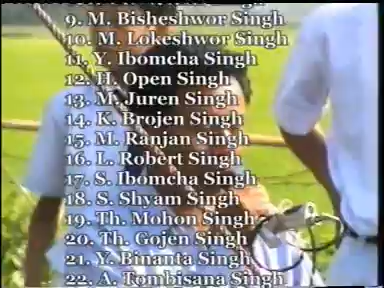 9. M. Bisheshwor Singh
10. M. Lokeshwor Singh
11. Y. Ibomcha Singh
12. H. Open Singh
13. M. Juren Singh
14. K. Brojen Singh
15. M. Ranjan Singh
16. L. Robert Singh
17. S. Ibomcha Singh
18. S. Shyam Singh
19. Th. Mohon Singh
20. Th. Gojen Singh
21. Y. Binanta Singh
22. A. Tombisana Singh